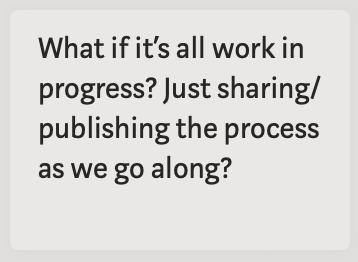 What if it’s all work in
progress? Just sharing/
publishing the process
as we go along?